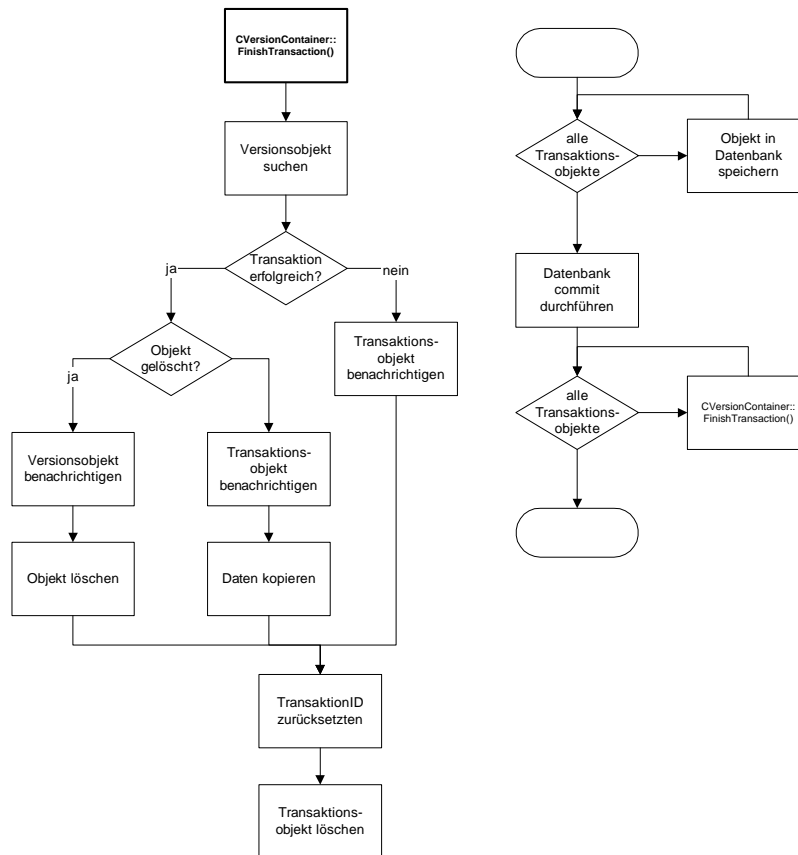 CVersionContainer::
FinishTransaction()
Versionsobjekt
suchen
Transaktion
erfolgreich?
ja
nein
Objekt
gelöscht?
ja
Transaktions-
objekt
benachrichtigen
Versionsobjekt
benachrichtigen
Transaktions-
objekt
benachrichtigen
Objekt löschen
Daten kopieren
TransaktionID
zurücksetzten
Transaktions-
objekt löschen
alle
Transaktions-
objekte
Objekt in
Datenbank
speichern
Datenbank
commit
durchführen
alle
Transaktions-
objekte
CVersionContainer::
FinishTransaction()